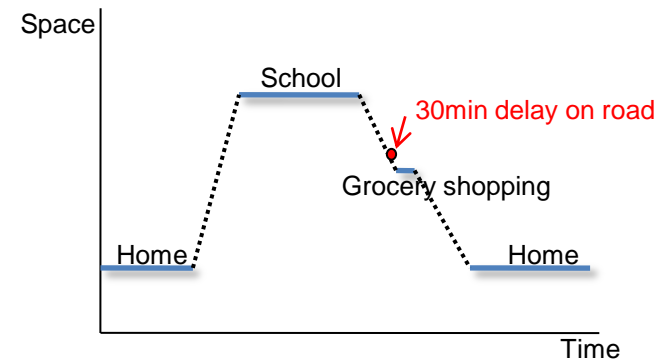 Space
School
30min delay on road
Grocery shopping
Home
Home
Time